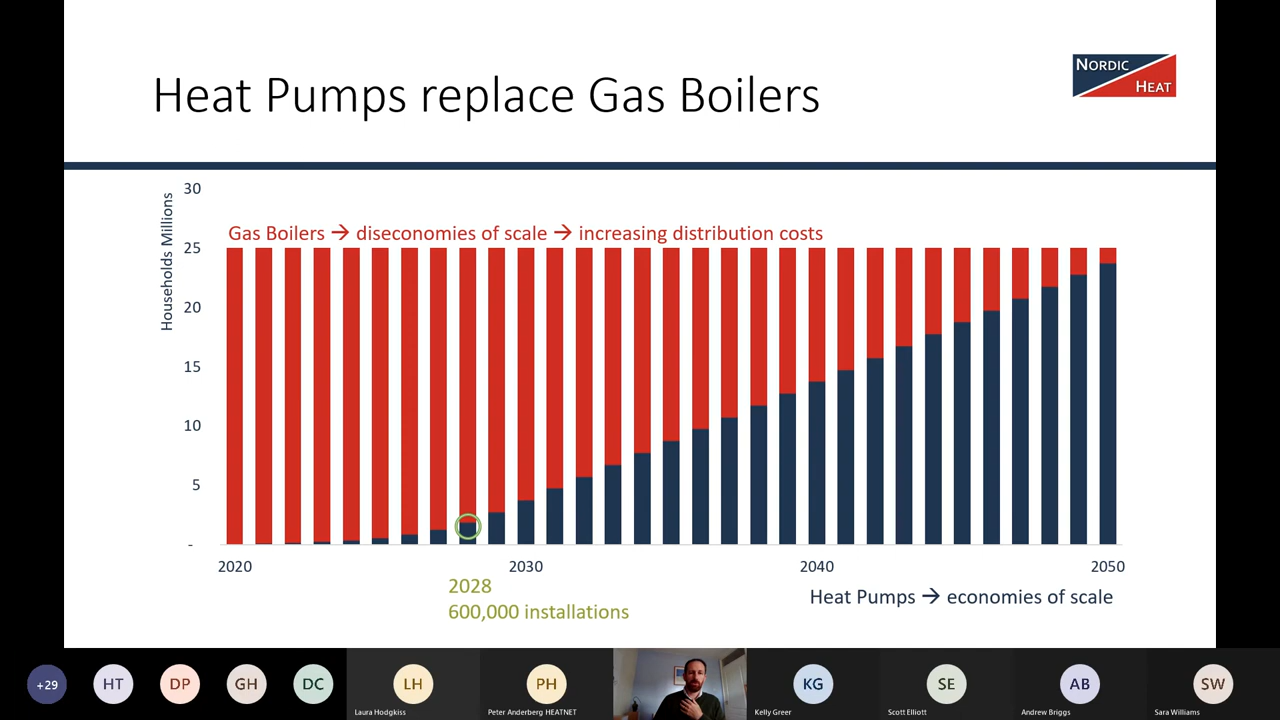 Heat Pumps replace Gas Boilers
NORDIC
HEAT
Households Millions
30
25
20
15
10
5
-
Gas Boilers → diseconomies of scale → increasing distribution costs
2020
2030
2040
2050
2028
600,000 installations
Heat Pumps → economies of scale
+29
HT
DP
GH
DC
LH
Laura Hodgkiss
PH
Peter Anderberg HEATNET
KG
Kelly Greer
SE
Scott Elliott
AB
Andrew Briggs
SW
Sara Williams